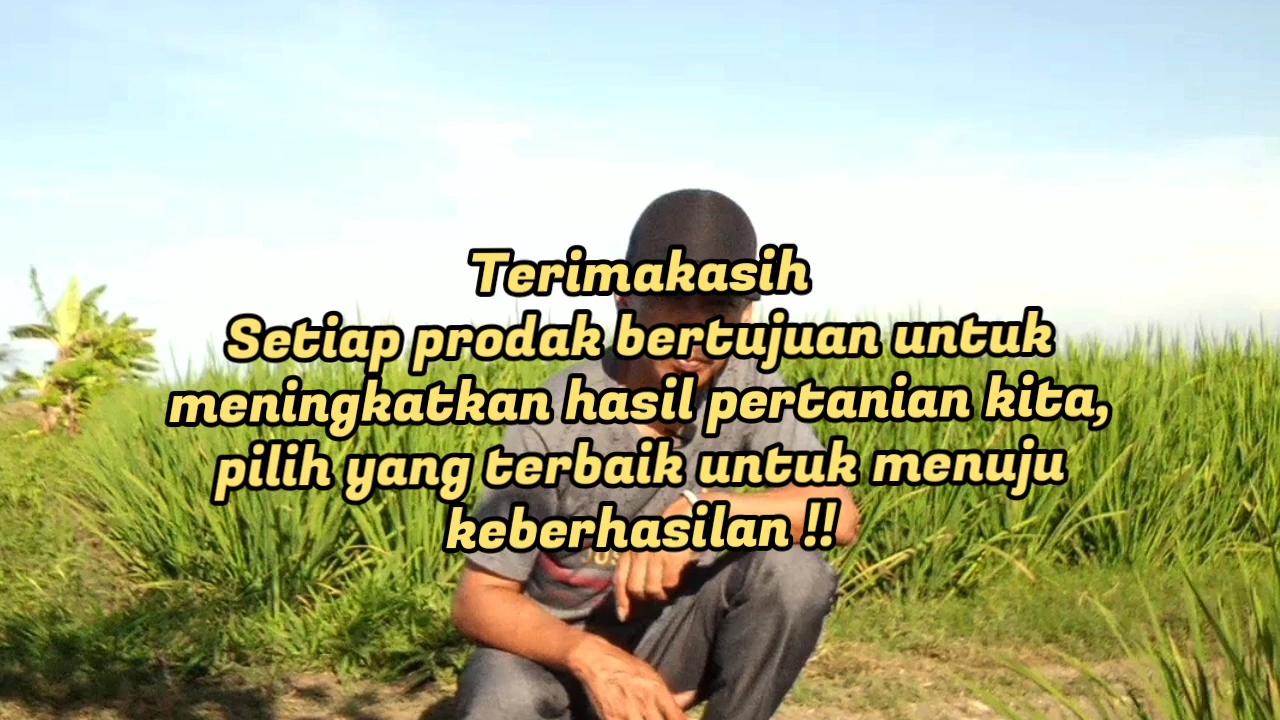 Terimakasih
Setiap prodak bertujuan untuk
meningkatkan hasil pertanian kita,
pilih yang terbaik untuk menuju
keberhasilan !!